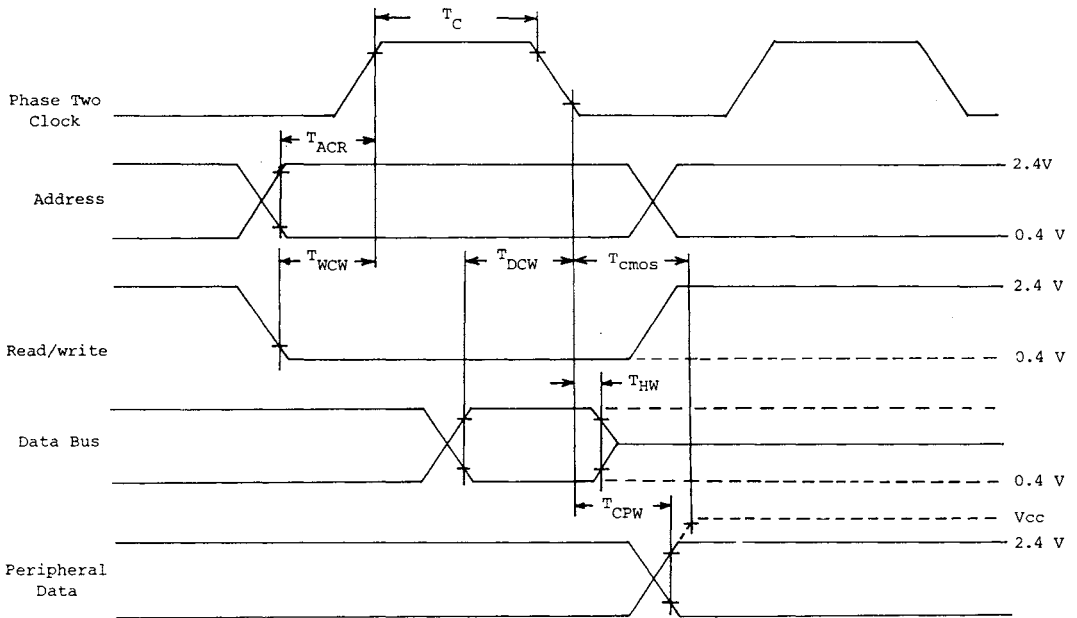 T_C
Phase Two
Clock
T_ACR
2.4V
Address
0.4 V
T_WCW
T_DCW
T_cmos
2.4 V
Read/write
0.4 V
T_HW
Data Bus
0.4 V
T_CPW
Vcc
2.4 V
Peripheral
Data